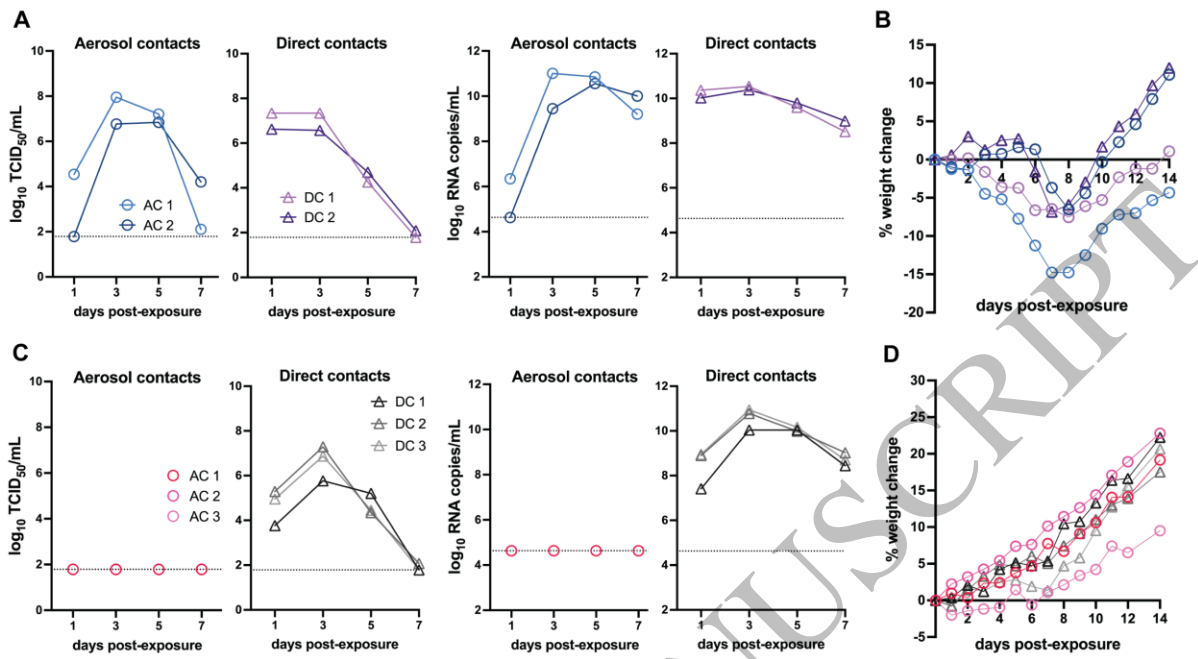 A
Aerosol contacts
Direct contacts
log10 TCID50/mL
10
8
6
4
2
0
AC 1
AC 2
1 3 5 7
days post-exposure
10
8
6
4
2
0
DC 1
DC 2
1 3 5 7
days post-exposure
Aerosol contacts
Direct contacts
log10 RNA copies/mL
12
10
8
6
4
2
1 3 5 7
days post-exposure
12
10
8
6
4
2
1 3 5 7
days post-exposure
B
% weight change
15
10
5
0
-5
-10
-15
-20
2 4 6 8 10 12 14
days post-exposure
C
Aerosol contacts
Direct contacts
log10 TCID50/mL
10
8
6
4
2
0
AC 1
AC 2
AC 3
1 3 5 7
days post-exposure
10
8
6
4
2
0
DC 1
DC 2
DC 3
1 3 5 7
days post-exposure
Aerosol contacts
Direct contacts
log10 RNA copies/mL
12
10
8
6
4
2
1 3 5 7
days post-exposure
12
10
8
6
4
2
1 3 5 7
days post-exposure
D
% weight change
30
25
20
15
10
5
0
-5
2 4 6 8 10 12 14
days post-exposure
USCRIPT